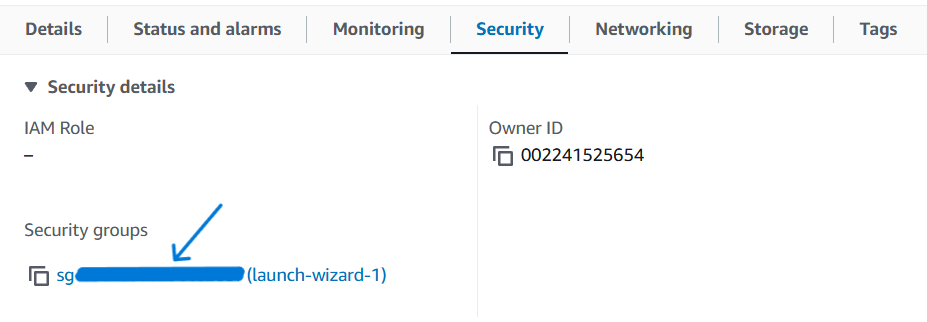 Details Status and alarms Monitoring Security Networking Storage Tags
▼ Security details
IAM Role
–
Owner ID
002241525654
Security groups
sg (launch-wizard-1)